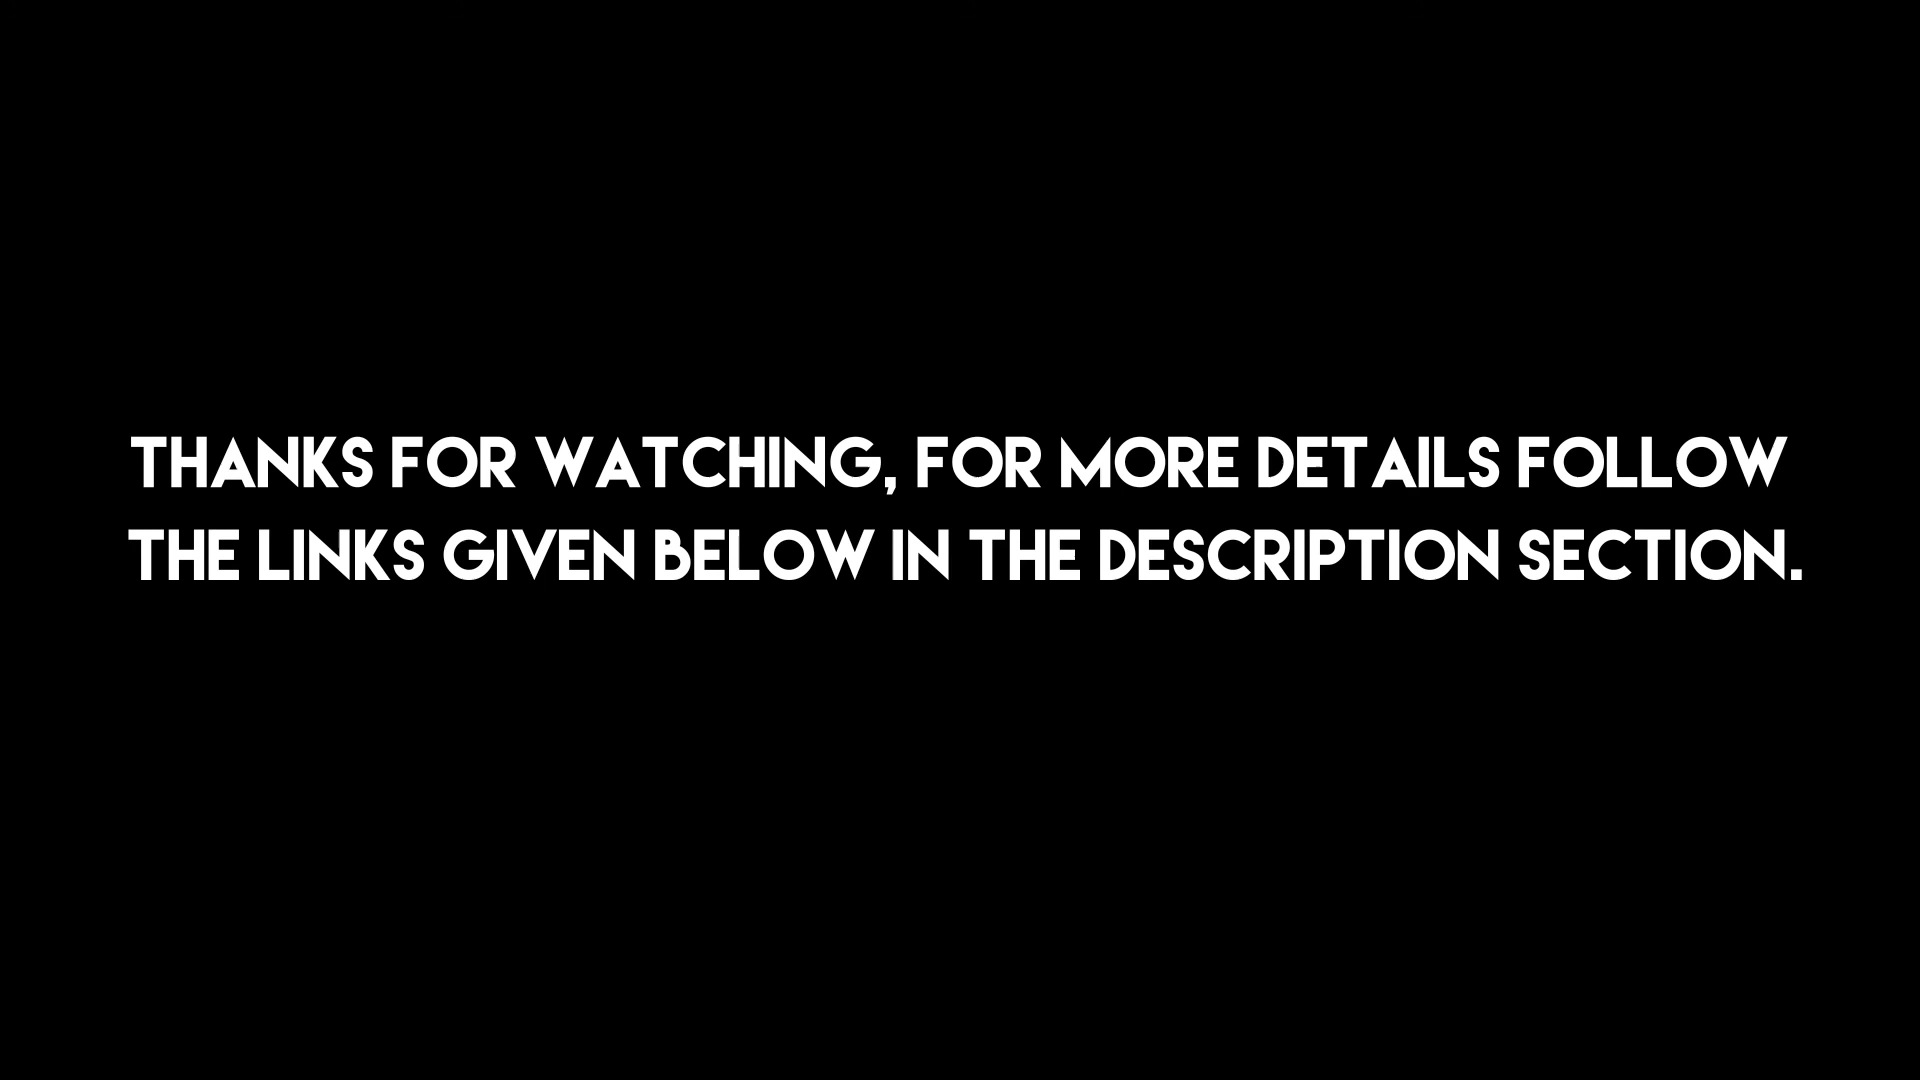 THANKS FOR WATCHING, FOR MORE DETAILS FOLLOW
THE LINKS GIVEN BELOW IN THE DESCRIPTION SECTION.